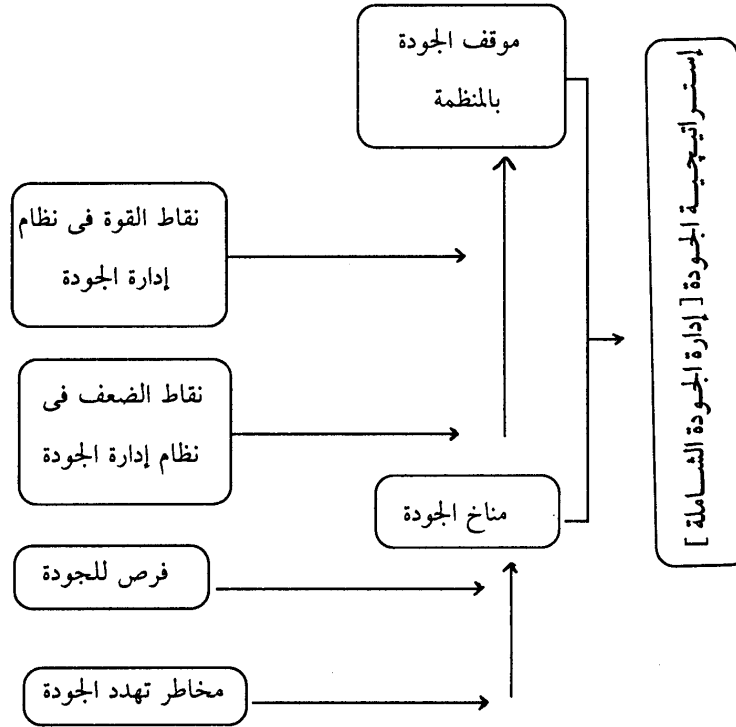 موقف الجودة
بالمنظمة
إستراتيچية الجودة [ إدارة الجودة الشاملة ]
نقاط القوة فى نظام
إدارة الجودة
نقاط الضعف فى
نظام إدارة الجودة
مناخ الجودة
فرص للجودة
مخاطر تهدد الجودة